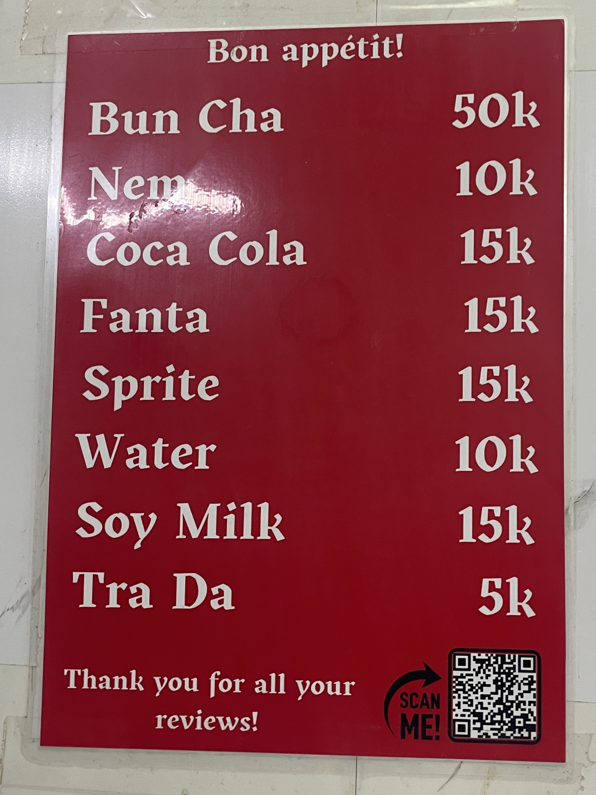 Bon appétit!
Bun Cha 50k
Nem 10k
Coca Cola 15k
Fanta 15k
Sprite 15k
Water 10k
Soy Milk 15k
Tra Da 5k
Thank you for all your
reviews!
SCAN
ME!